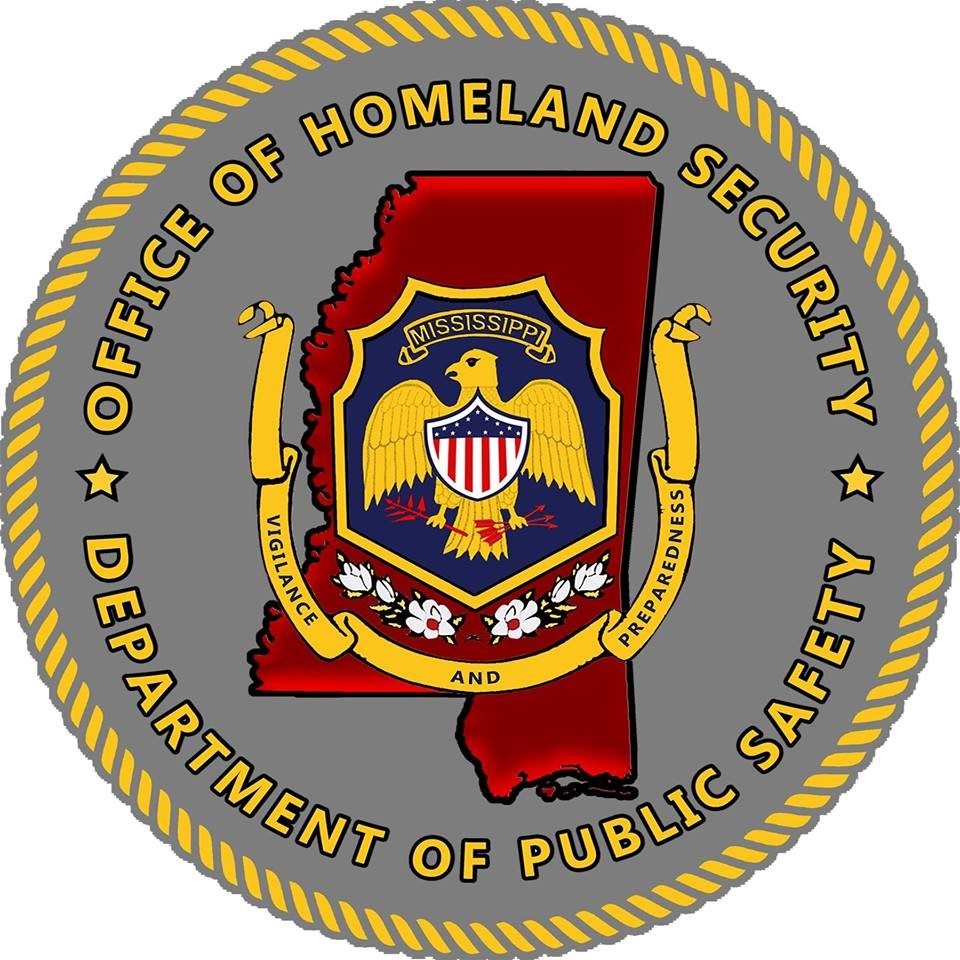 OFFICE OF HOMELAND SECURITY
MISSISSIPPI
VIGILANCE
AND
PREPAREDNESS
DEPARTMENT OF PUBLIC SAFETY